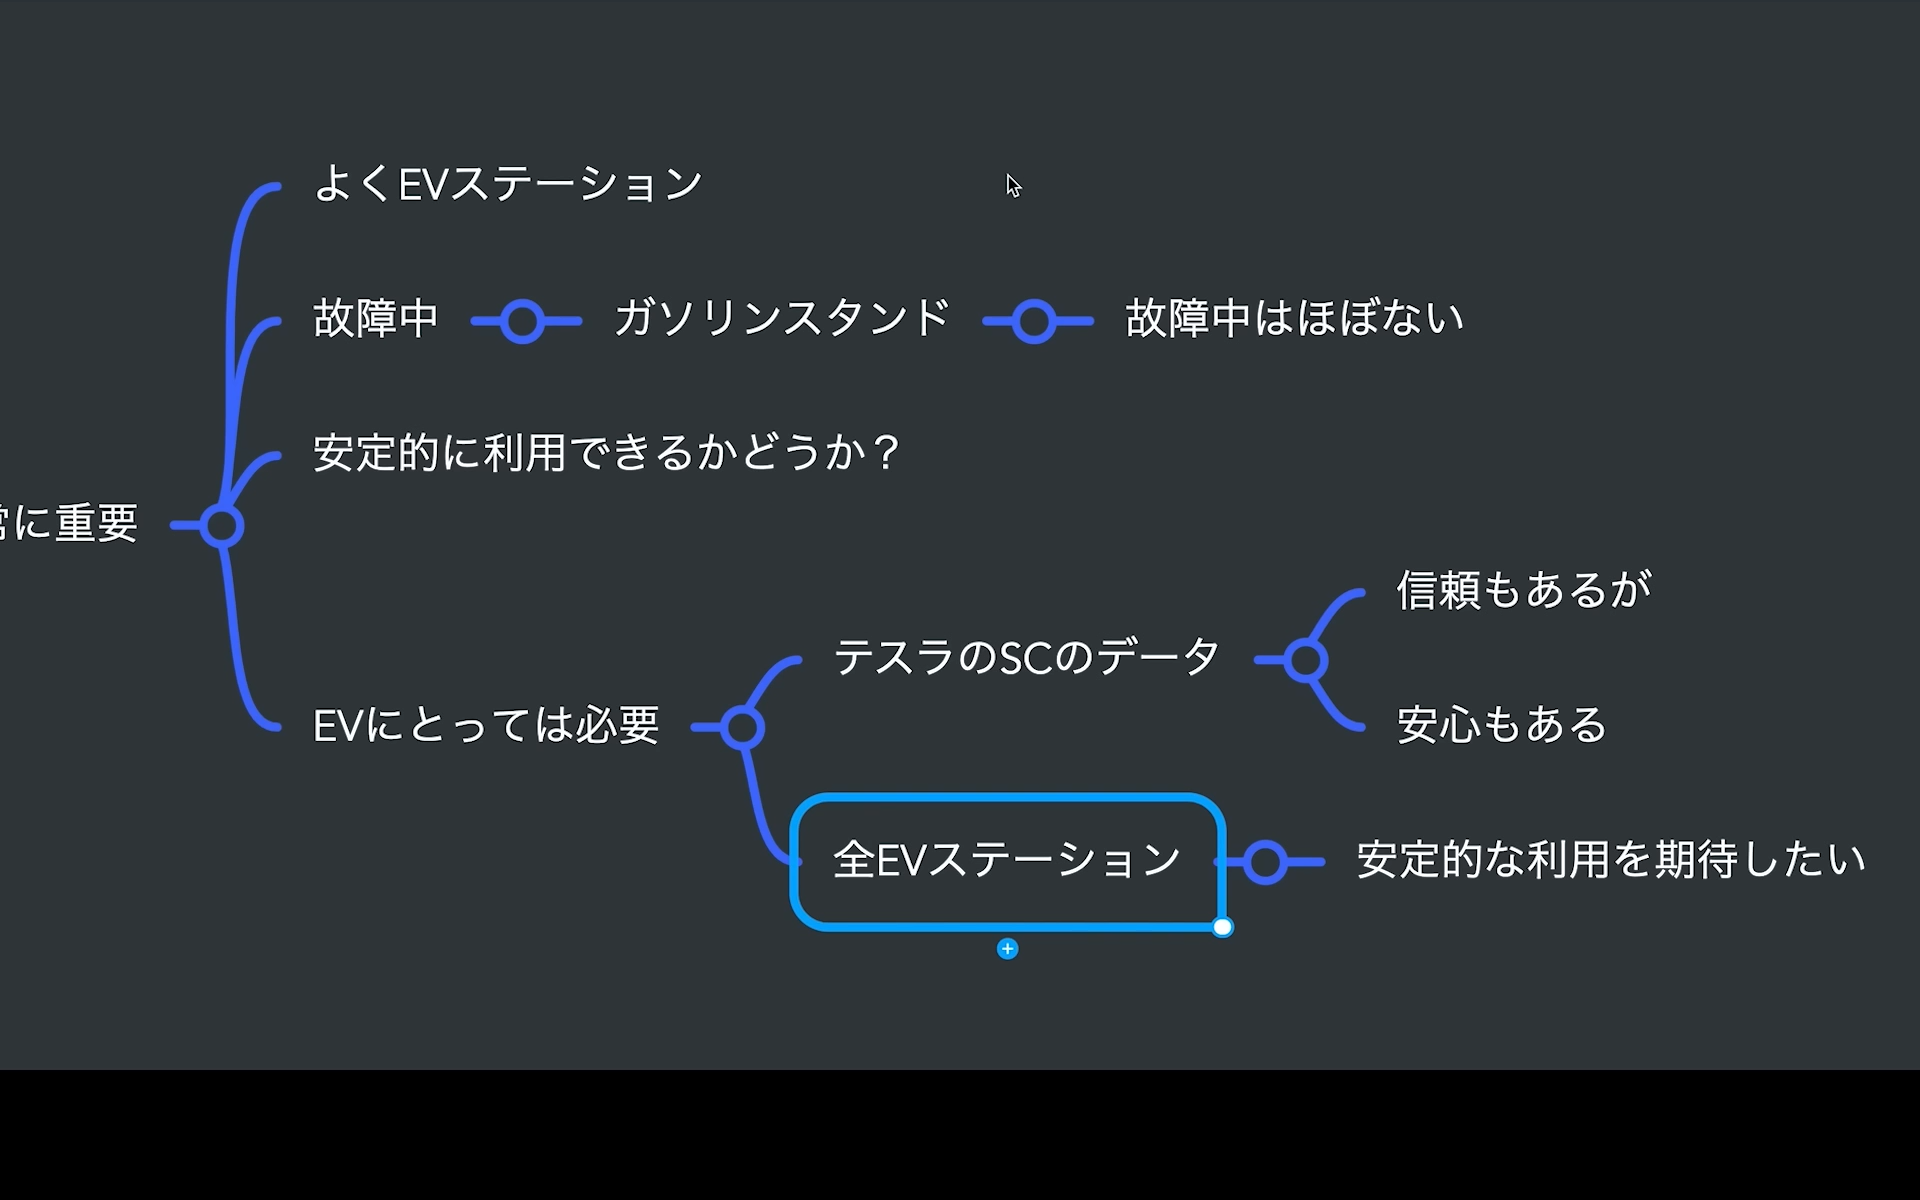 よくEVステーション
故障中 ガソリンスタンド 故障中はほぼない
安定的に利用できるかどうか？
に重要
信頼もあるが
テスラのSCのデータ
安心もある
EVにとっては必要
全EVステーション 安定的な利用を期待したい